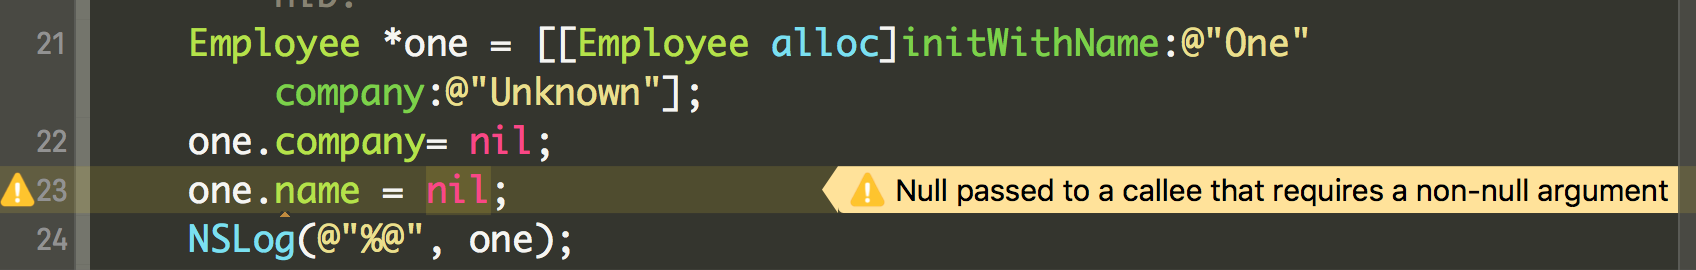 21 Employee *one = [[Employee alloc]initWithName:@"One"
company:@"Unknown"];
22 one.company= nil;
23 one.name = nil; Null passed to a callee that requires a non-null argument
24 NSLog(@"%@", one);